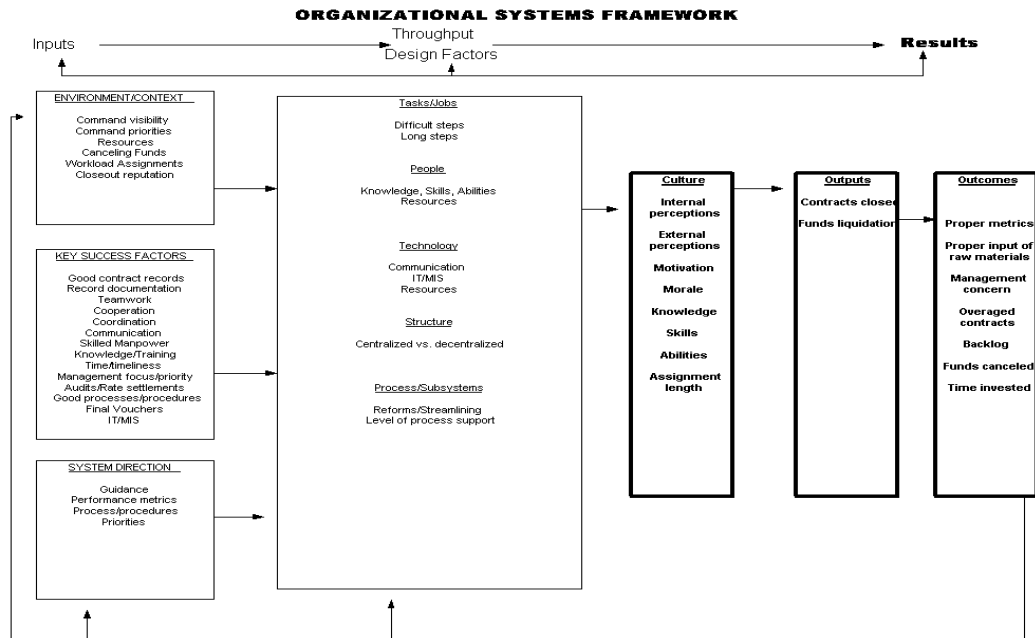 ORGANIZATIONAL SYSTEMS FRAMEWORK
Inputs
Throughput
Design Factors
Results
ENVIRONMENT/CONTEXT
Command visibility
Command priorities
Resources
Canceling Funds
Workload Assignments
Closeout reputation
KEY SUCCESS FACTORS
Good contract records
Record documentation
Teamwork
Cooperation
Coordination
Communication
Skilled Manpower
Knowledge/Training
Time/timeliness
Management focus/priority
Audits/Rate settlements
Good processes/procedures
Final Vouchers
IT/MIS
SYSTEM DIRECTION
Guidance
Performance metrics
Process/procedures
Priorities
Tasks/Jobs
Difficult steps
Long steps
People
Knowledge, Skills, Abilities
Resources
Technology
Communication
IT/MIS
Resources
Structure
Centralized vs. decentralized
Process/Subsystems
Reforms/Streamlining
Level of process support
Culture
Internal
perceptions
External
perceptions
Motivation
Morale
Knowledge
Skills
Abilities
Assignment
length
Outputs
Contracts closed
Funds liquidation
Outcomes
Proper metrics
Proper input of
raw materials
Management
concern
Overaged
contracts
Backlog
Funds canceled
Time invested